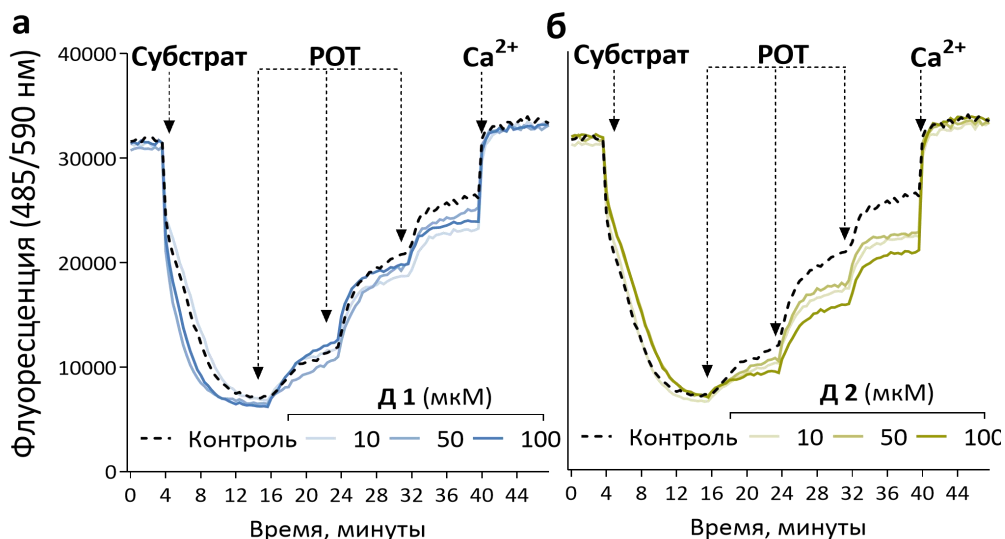 а
Субстрат
РОТ
Ca²⁺
Флуоресценция (485/590 нм)
40000
30000
20000
10000
0
Д 1 (мкМ)
Контроль 10 50 100
0 4 8 12 16 20 24 28 32 36 40 44
Время, минуты
б
Субстрат
РОТ
Ca²⁺
Д 2 (мкМ)
Контроль 10 50 100
0 4 8 12 16 20 24 28 32 36 40 44
Время, минуты